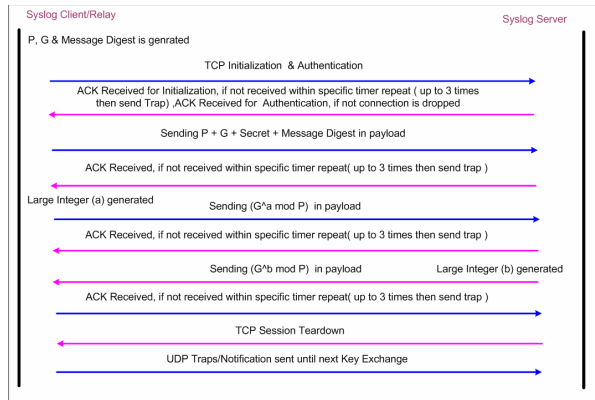 Syslog Client/Relay
Syslog Server
P, G & Message Digest is genrated
TCP Initialization & Authentication
ACK Received for Initialization, if not received within specific timer repeat ( up to 3 times
then send Trap) ,ACK Received for Authentication, if not connection is dropped
Sending P + G + Secret + Message Digest in payload
ACK Received, if not received within specific timer repeat( up to 3 times then send trap )
Large Integer (a) generated
Sending (G^a mod P) in payload
ACK Received, if not received within specific timer repeat( up to 3 times then send trap )
Sending (G^b mod P) in payload
Large Integer (b) generated
ACK Received, if not received within specific timer repeat( up to 3 times then send trap )
TCP Session Teardown
UDP Traps/Notification sent until next Key Exchange